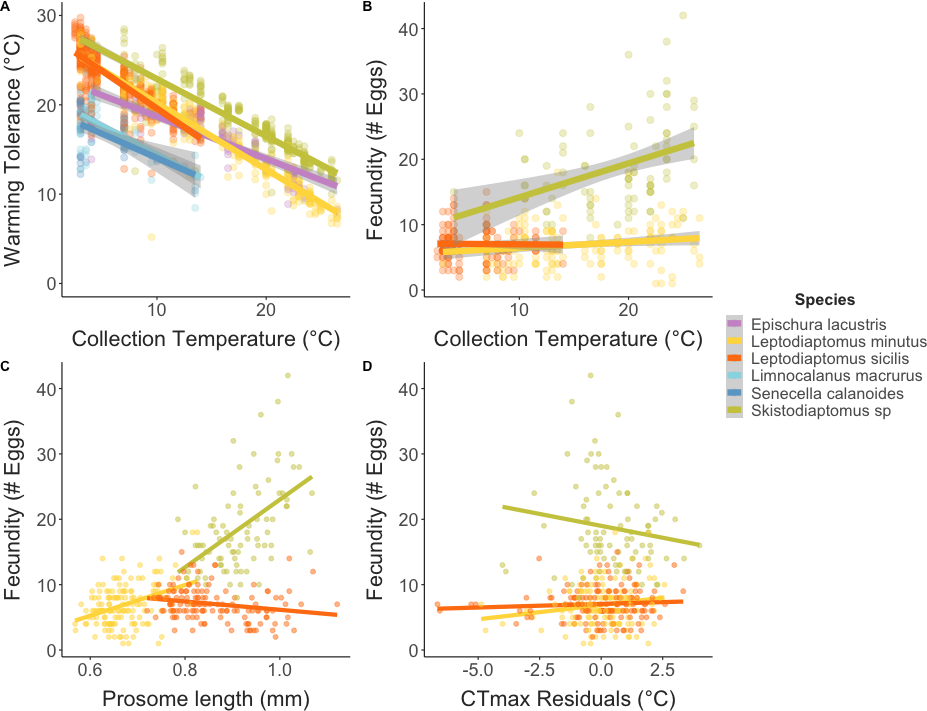 A
Warming Tolerance (°C)
30
20
10
0
10
20
Collection Temperature (°C)
B
Fecundity (# Eggs)
40
30
20
10
0
10
20
Collection Temperature (°C)
Species
Epischura lacustris
Leptodiaptomus minutus
Leptodiaptomus sicilis
Limnocalanus macrurus
Senecella calanoides
Skistodiaptomus sp
C
Fecundity (# Eggs)
40
30
20
10
0
0.6
0.8
1.0
Prosome length (mm)
D
Fecundity (# Eggs)
40
30
20
10
0
-5.0
-2.5
0.0
2.5
CTmax Residuals (°C)